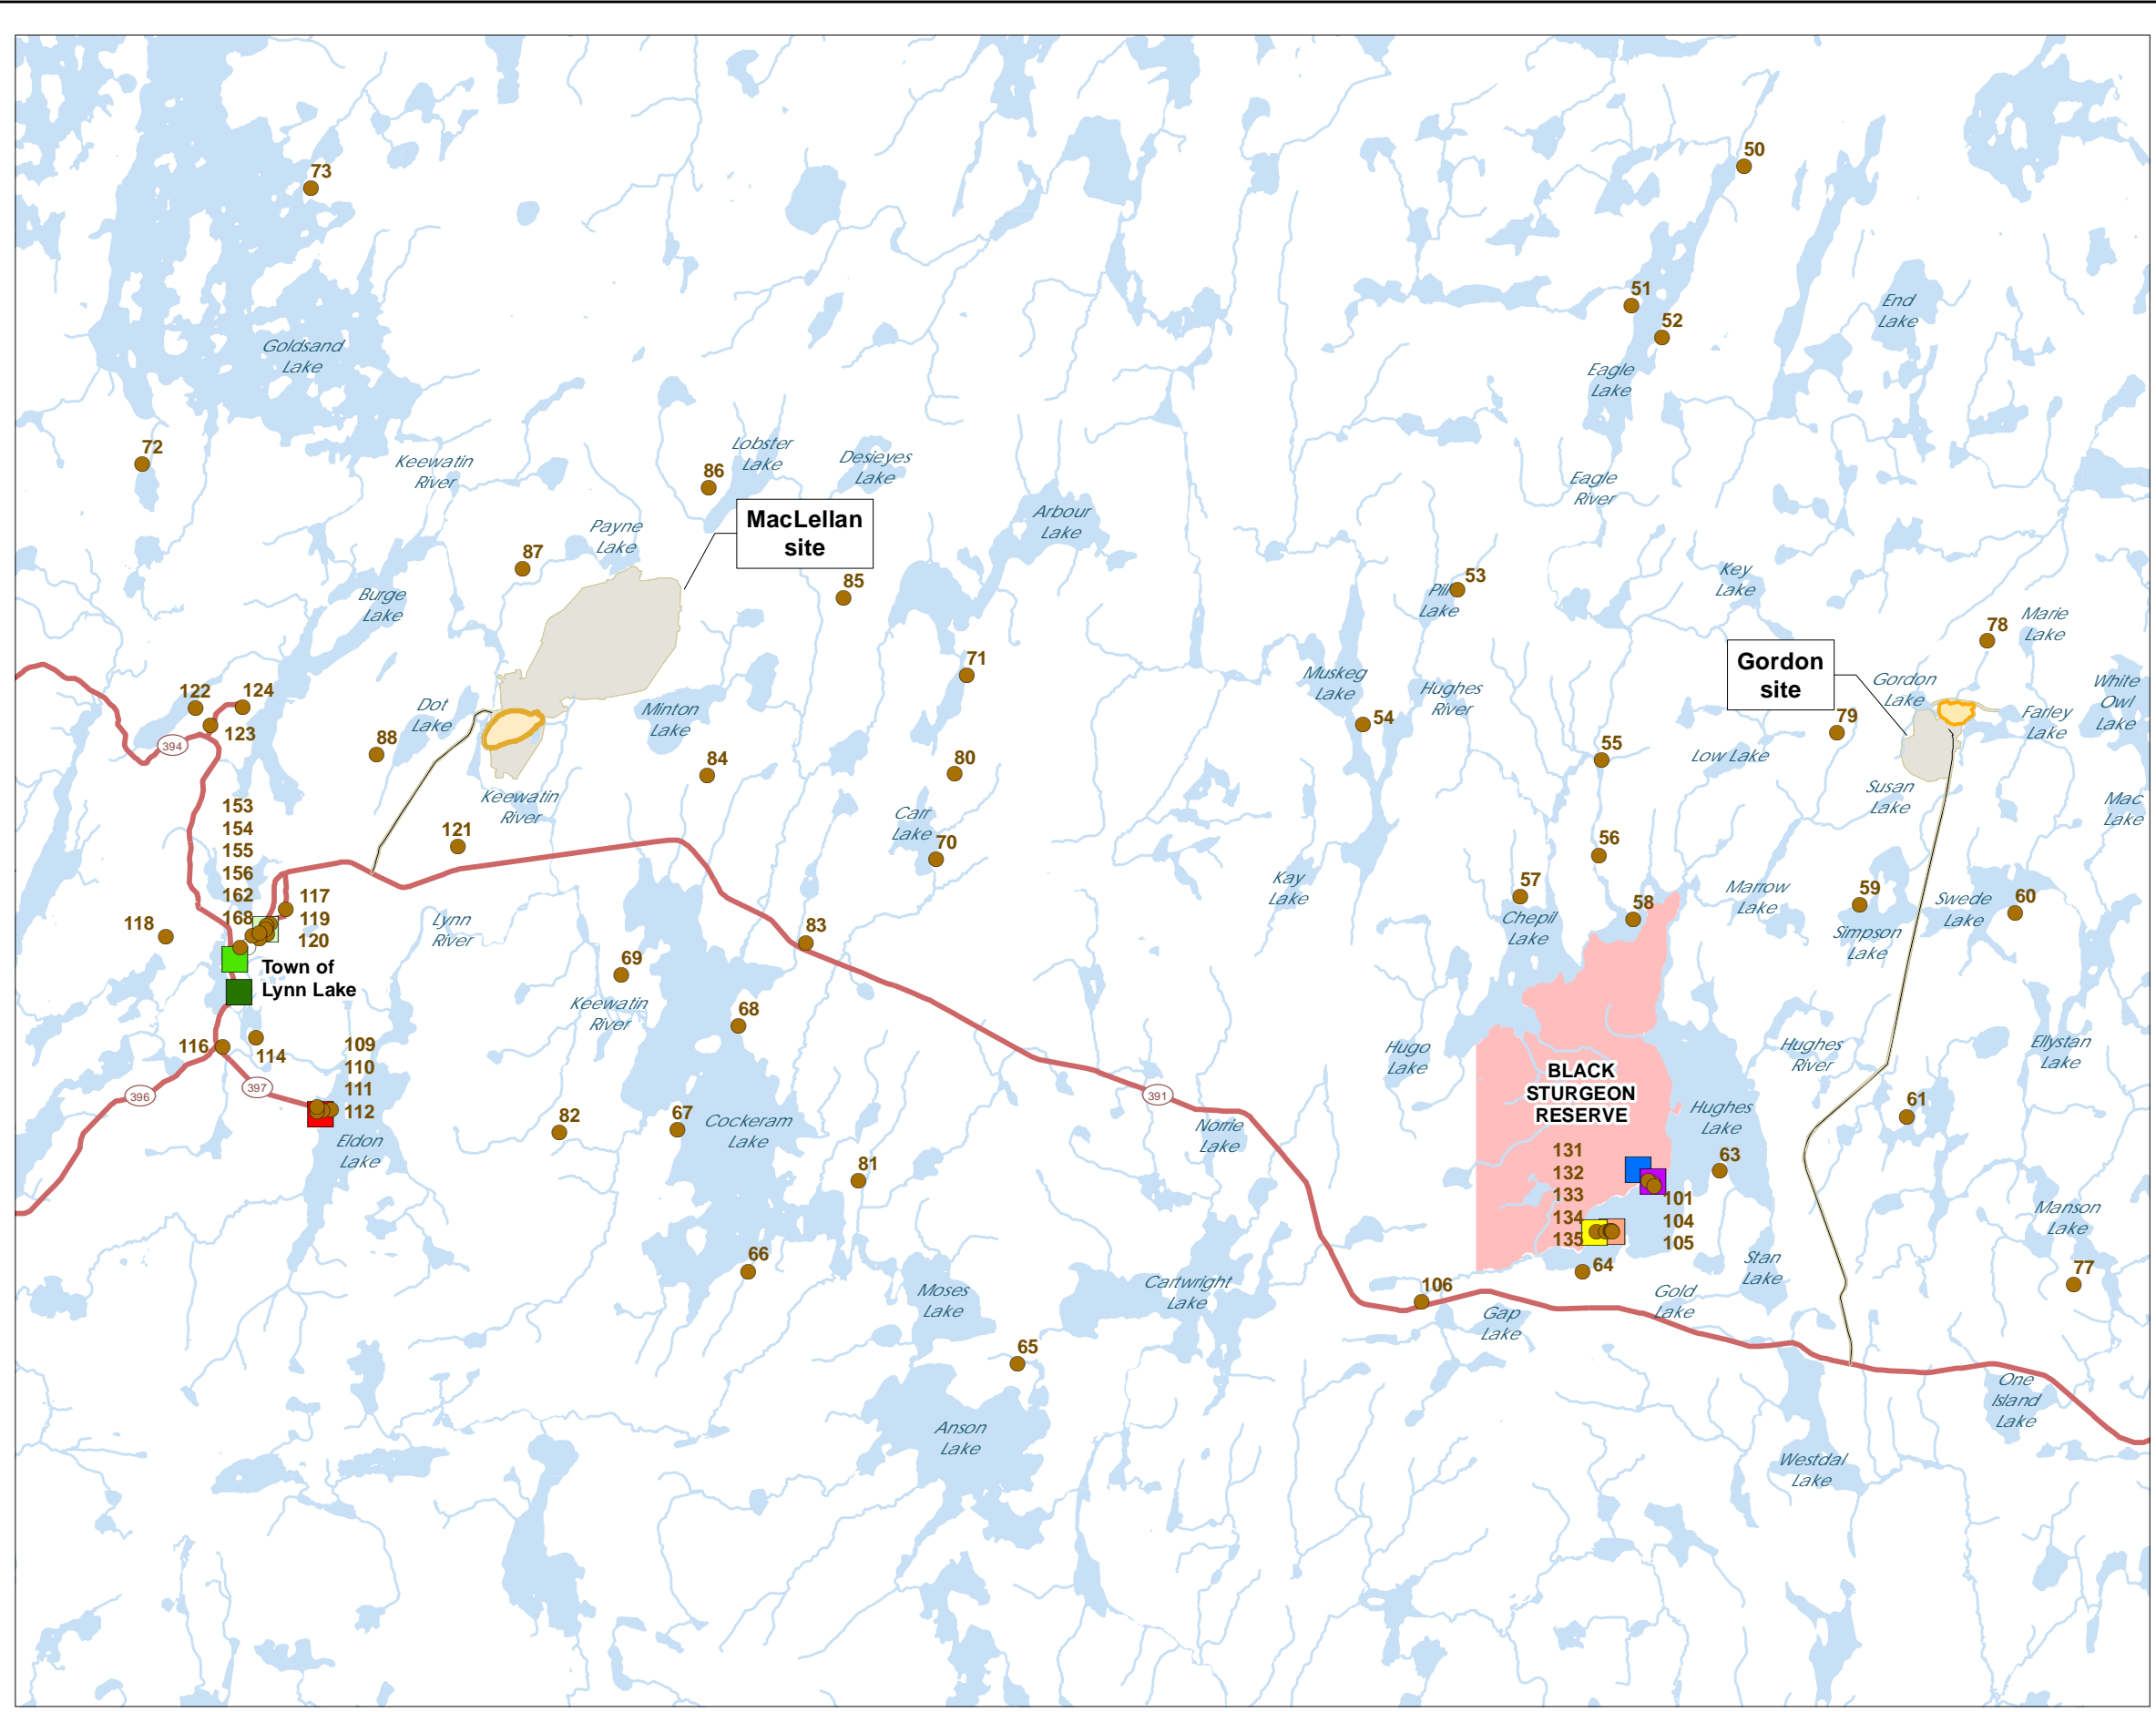 73
50
51
52
Goldsand
Lake
Eagle
Lake
End
Lake
72
Keewatin
River
86
Lobster
Lake
Desieyes
Lake
Eagle
River
MacLellan
site
Arbour
Lake
Payne
Lake
87
85
Burge
Lake
53
Pill
Lake
Key
Lake
78
Marie
Lake
Gordon
site
71
Muskeg
Lake
Hughes
River
Gordon
Lake
White
Owl
Lake
122
124
123
394
Dot
Lake
88
Minton
Lake
84
80
54
55
79
Low Lake
Farley
Lake
Susan
Lake
Mac
Lake
Keewatin
River
121
Carr
Lake
70
56
153
154
155
156
162
168
117
119
120
118
Town of
Lynn Lake
Lynn
River
83
Kay
Lake
57
Chepil
Lake
58
Marrow
Lake
59
Simpson
Lake
Swede
Lake
60
69
Keewatin
River
68
116
114
396
397
109
110
111
112
Eldon
Lake
82
67
Cockeram
Lake
81
66
391
Norrie
Lake
Hugo
Lake
BLACK
STURGEON
RESERVE
Hughes
River
Hughes
Lake
Ellystan
Lake
61
63
131
132
133
134
135
101
104
105
64
Manson
Lake
77
Stan
Lake
Gold
Lake
106
Gap
Lake
Moses
Lake
Cartwright
Lake
65
Anson
Lake
One
Island
Lake
Westdal
Lake